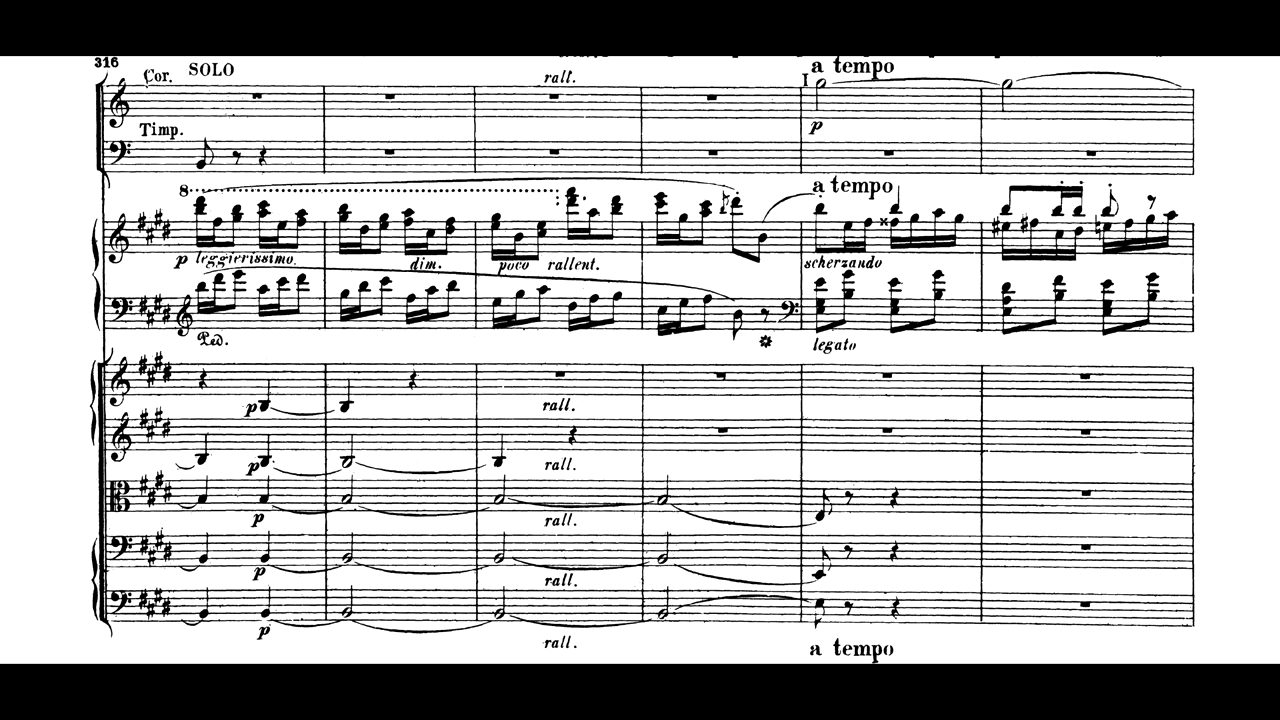 316
Cor. SOLO
rall.
a tempo
I
p
Timp.
8
a tempo
p leggierissimo
dim.
poco rallent.
scherzando
Ped.
legato
p
rall.
p
rall.
p
rall.
p
rall.
p
rall.
a tempo